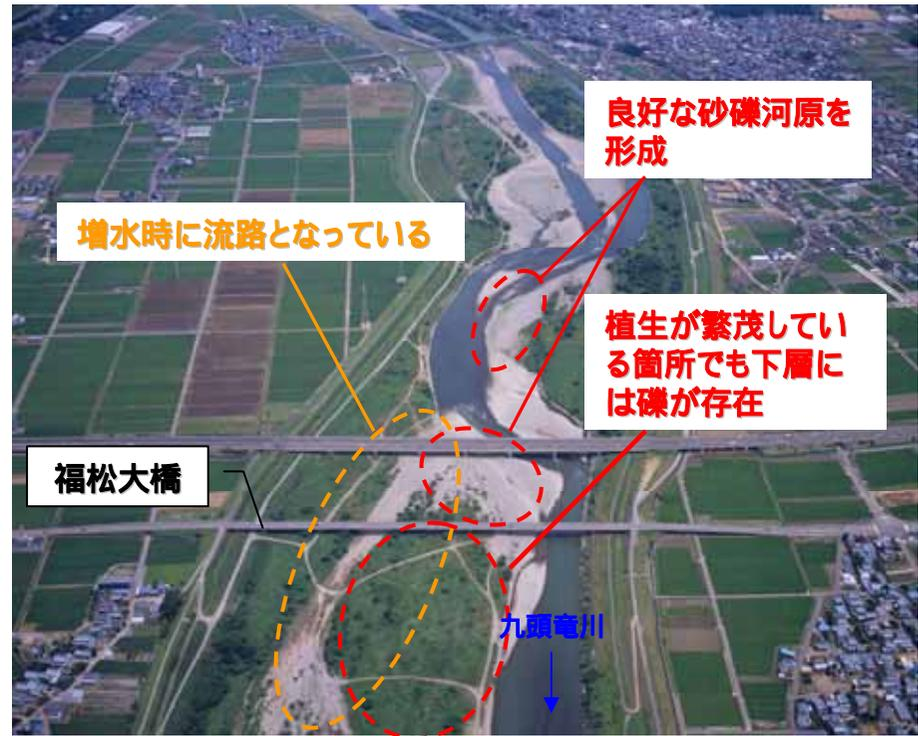 良好な砂礫河原を
形成
増水時に流路となっている
植生が繁茂してい
る箇所でも下層に
は礫が存在
福松大橋
九頭竜川